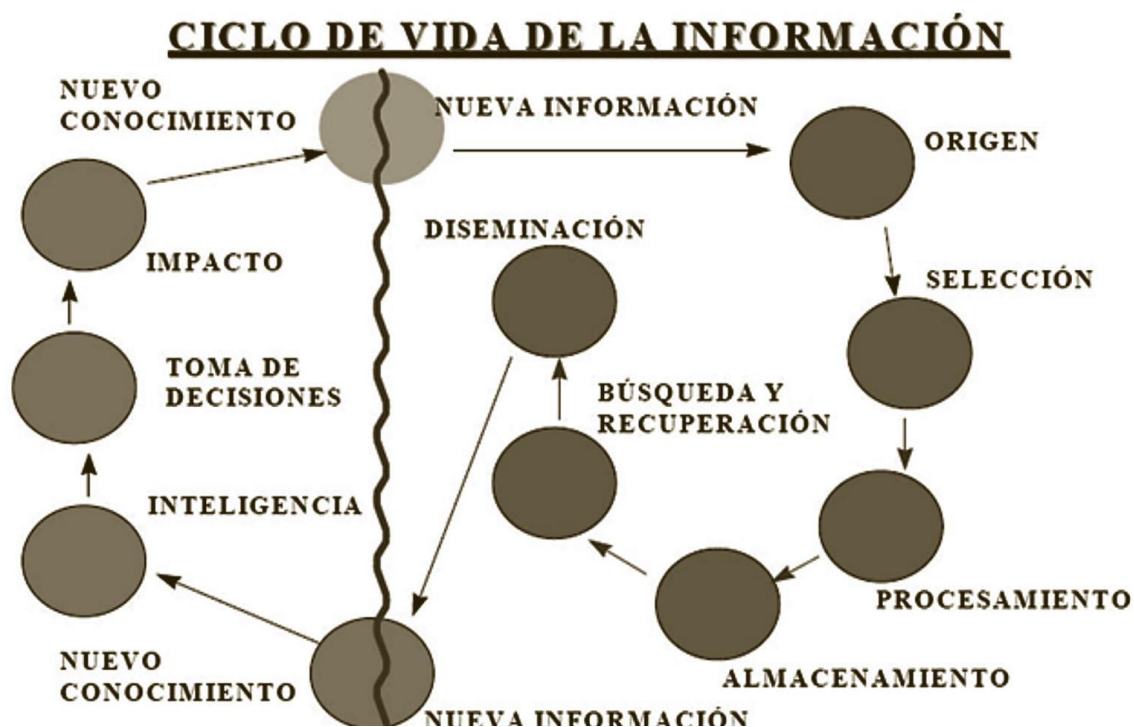 CICLO DE VIDA DE LA INFORMACIÓN
NUEVO
CONOCIMIENTO
NUEVA INFORMACIÓN
ORIGEN
DISEMINACIÓN
IMPACTO
SELECCIÓN
TOMA DE
DECISIONES
BÚSQUEDA Y
RECUPERACIÓN
INTELIGENCIA
PROCESAMIENTO
ALMACENAMIENTO
NUEVO
CONOCIMIENTO
NUEVA INFORMACIÓN